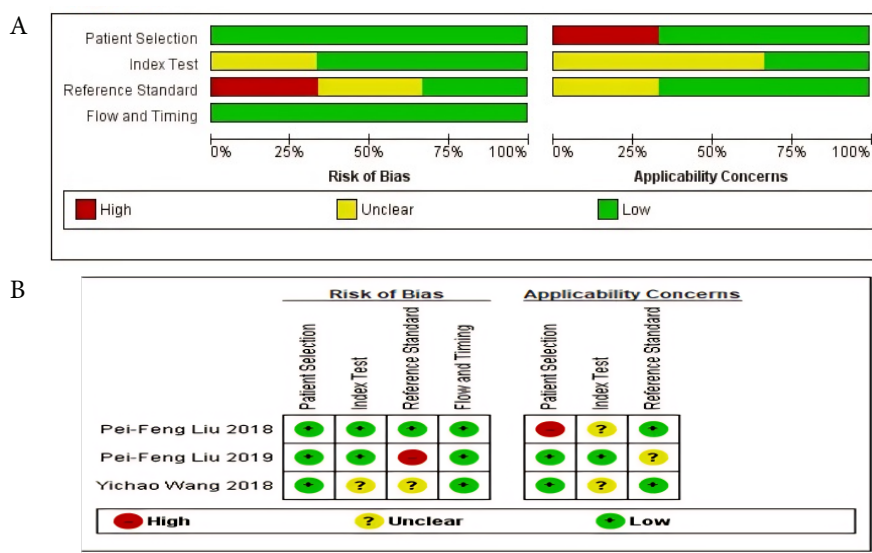 A
Patient Selection
Index Test
Reference Standard
Flow and Timing
0% 25% 50% 75% 100% 0% 25% 50% 75% 100%
Risk of Bias Applicability Concerns
High Unclear Low
B
Risk of Bias Applicability Concerns
Patient Selection Index Test Reference Standard Flow and Timing Patient Selection Index Test Reference Standard
Pei-Feng Liu 2018 + + + + – ? +
Pei-Feng Liu 2019 + + – + + + ?
Yichao Wang 2018 + ? ? + + ? +
– High ? Unclear + Low